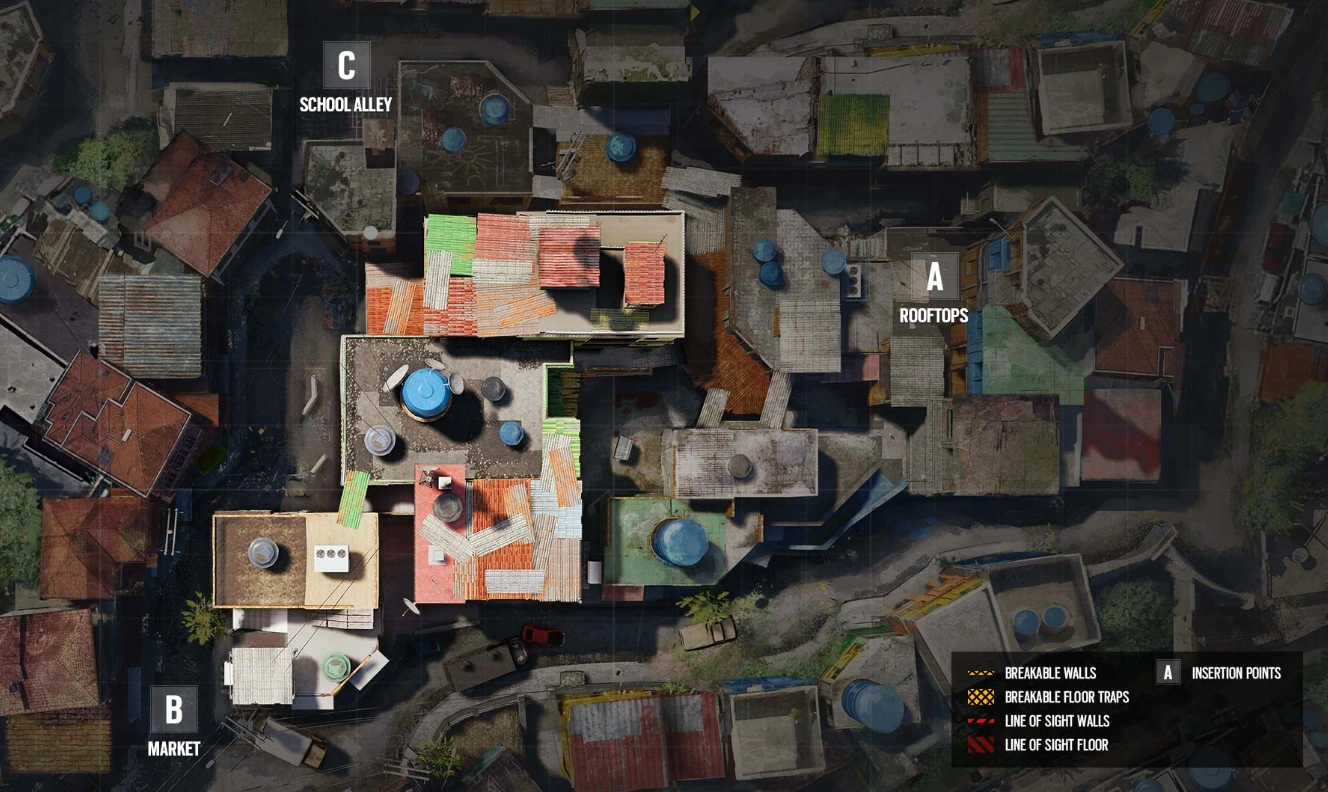 C
SCHOOL ALLEY
A
ROOFTOPS
B
MARKET
BREAKABLE WALLS
A INSERTION POINTS
BREAKABLE FLOOR TRAPS
LINE OF SIGHT WALLS
LINE OF SIGHT FLOOR